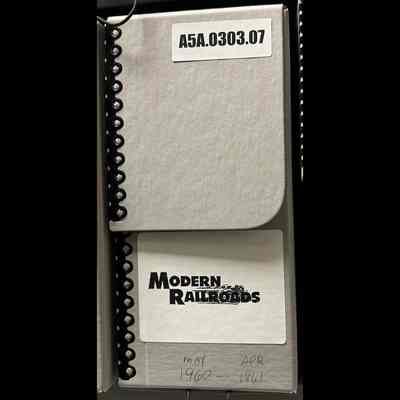 A5A.0303.07
MODERN
RAILROADS
MAY APR
1960 - 1961